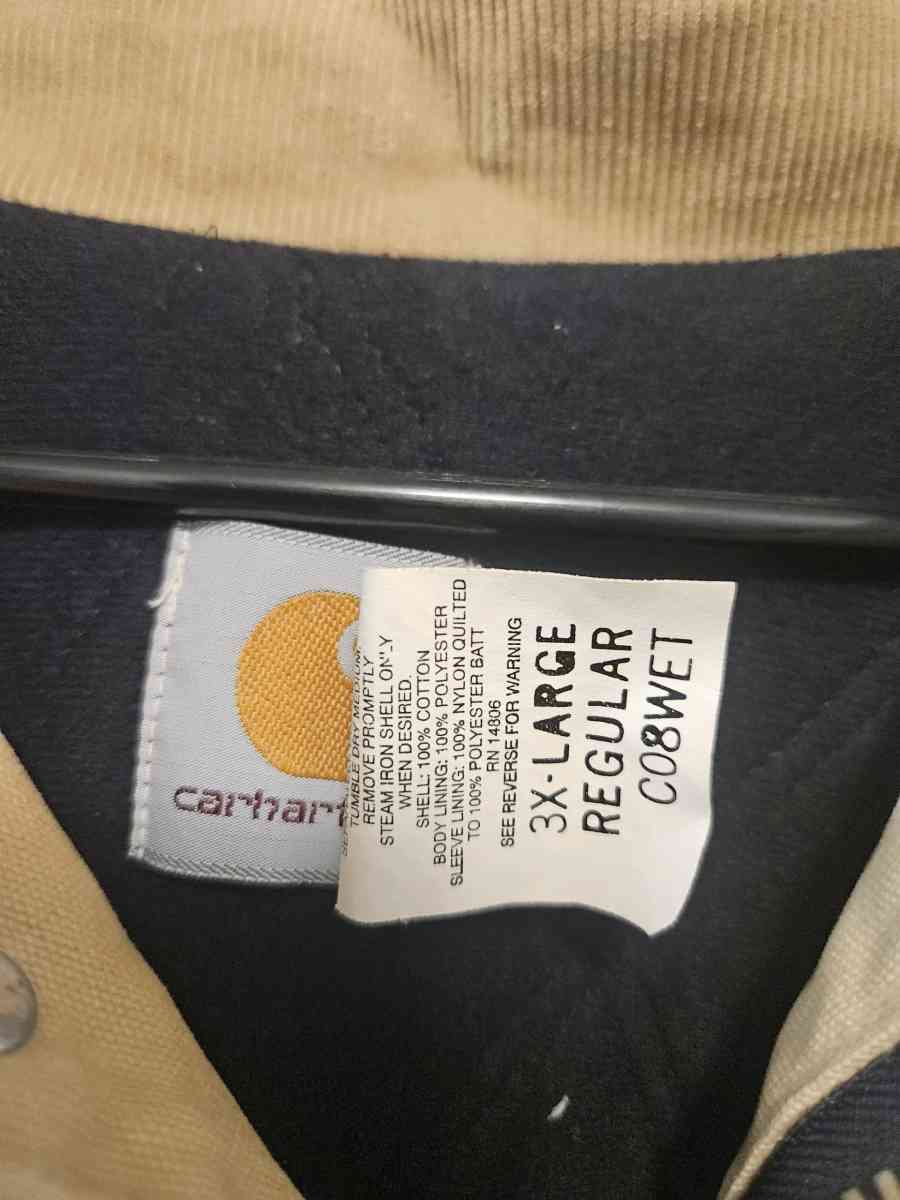 carhart
TUMBLE DRY MEDIUM,
REMOVE PROMPTLY
STEAM IRON SHELL ONLY
WHEN DESIRED.
SHELL: 100% COTTON
BODY LINING: 100% POLYESTER
SLEEVE LINING: 100% NYLON QUILTED
TO 100% POLYESTER BATT
RN 14806
SEE REVERSE FOR WARNING
3X-LARGE
REGULAR
C08WET